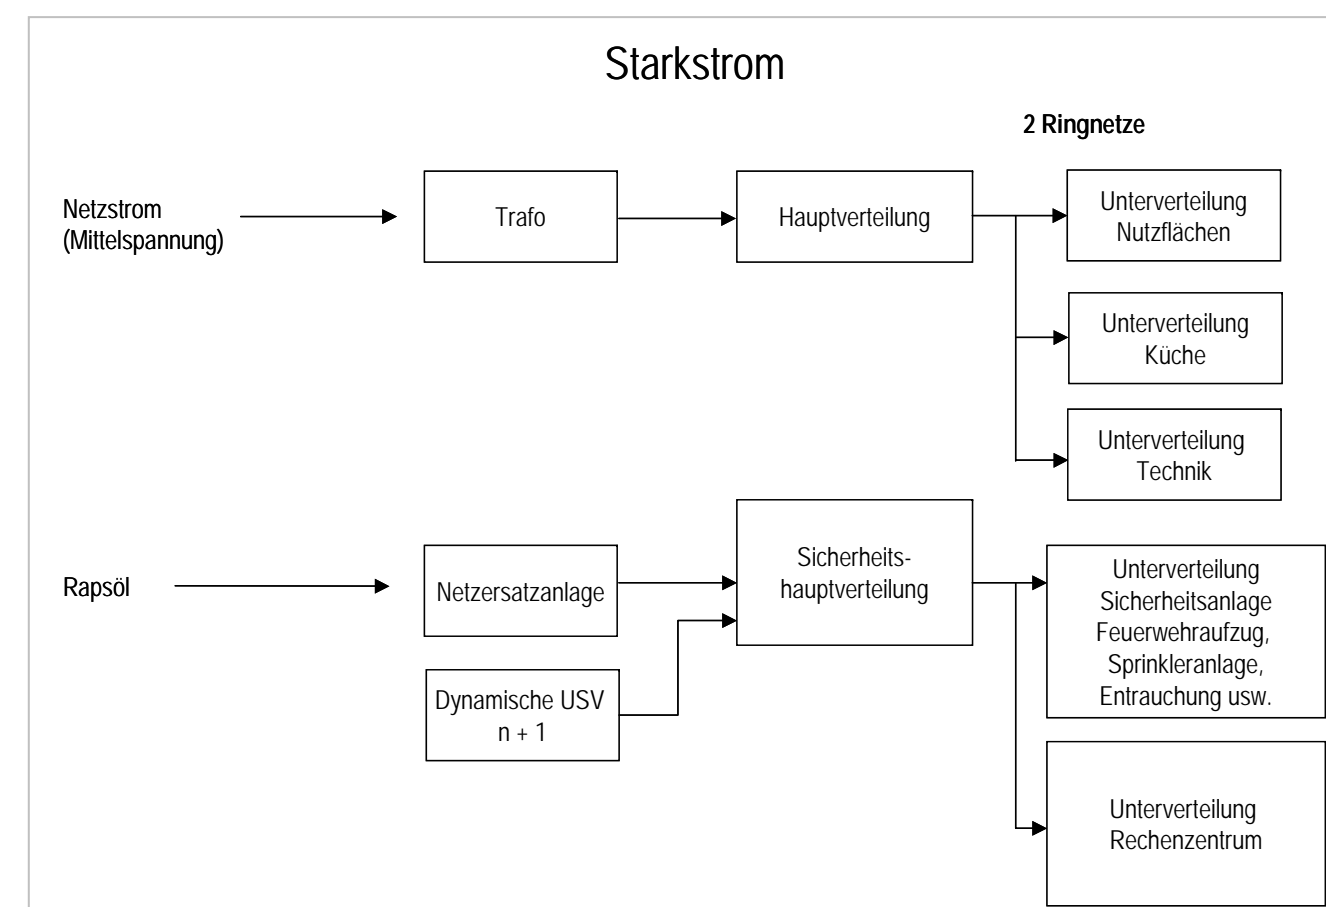 Starkstrom
2 Ringnetze
Netzstrom
(Mittelspannung)
Trafo
Hauptverteilung
Unterverteilung
Nutzflächen
Unterverteilung
Küche
Unterverteilung
Technik
Rapsöl
Netzersatzanlage
Dynamische USV
n + 1
Sicherheits-
hauptverteilung
Unterverteilung
Sicherheitsanlage
Feuerwehraufzug,
Sprinkleranlage,
Entrauchung usw.
Unterverteilung
Rechenzentrum